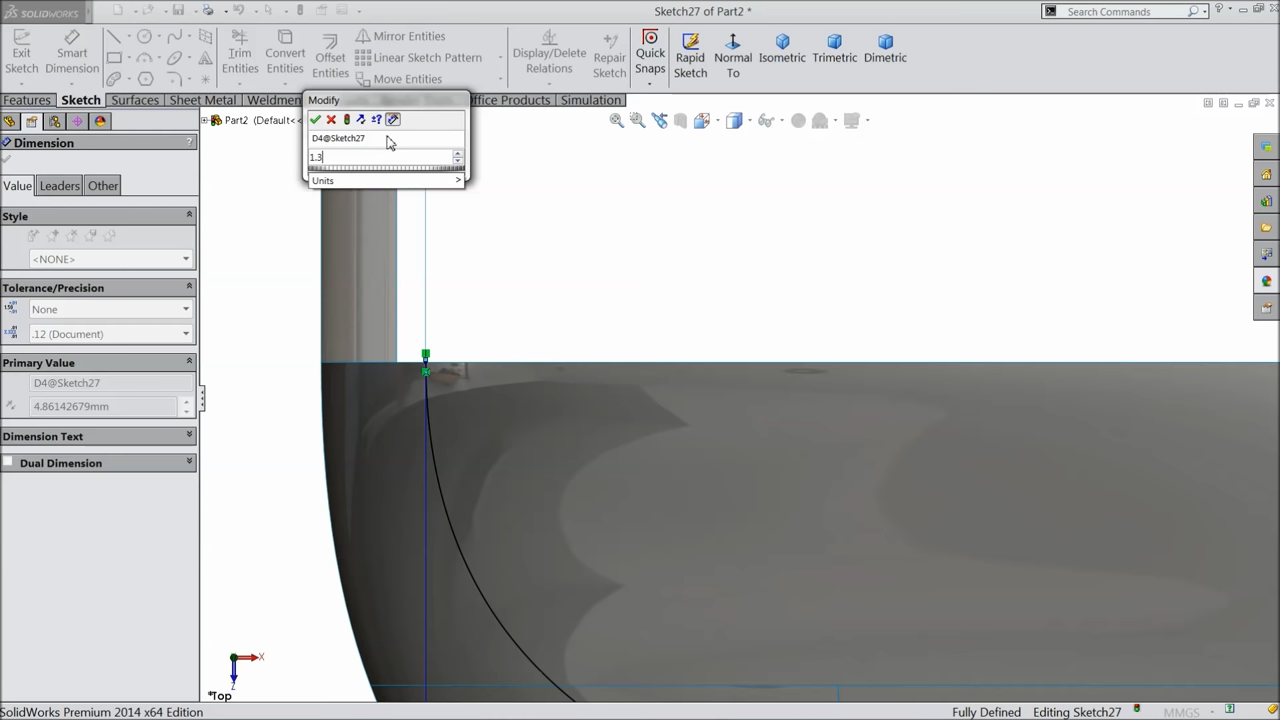 SOLIDWORKS
Sketch27 of Part2 *
Search Commands
Exit Sketch
Smart Dimension
Trim Entities
Convert Entities
Offset Entities
Mirror Entities
Linear Sketch Pattern
Move Entities
Display/Delete Relations
Repair Sketch
Quick Snaps
Rapid Sketch
Normal To
Isometric
Trimetric
Dimetric
Features
Sketch
Surfaces
Sheet Metal
Weldmen
Office Products
Simulation
Modify
D4@Sketch27
1.3
Units
>
Part2 (Default<<
Dimension
?
Value
Leaders
Other
Style
<NONE>
Tolerance/Precision
None
.12 (Document)
Primary Value
D4@Sketch27
4.86142679mm
Dimension Text
Dual Dimension
X
Z
*Top
SolidWorks Premium 2014 x64 Edition
Fully Defined
Editing Sketch27
MMGS